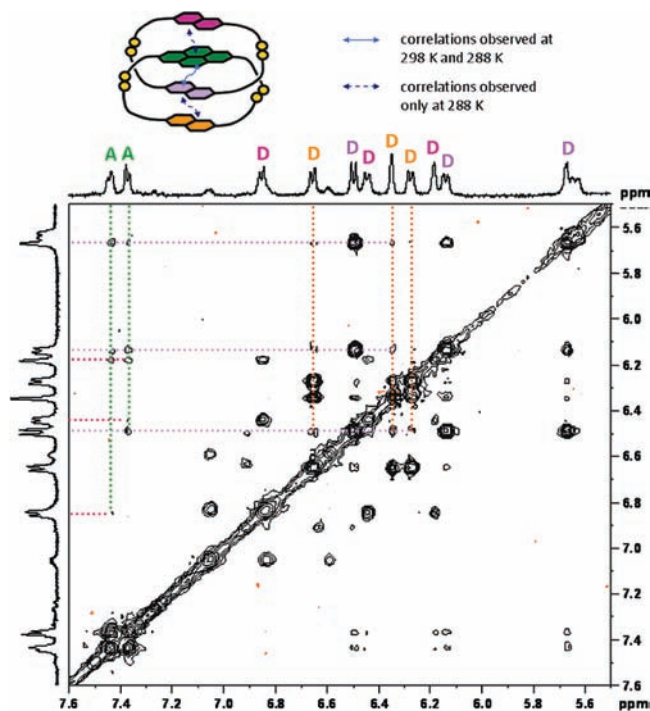 correlations observed at
298 K and 288 K
correlations observed
only at 288 K
A A D D D D D D D D D
ppm
ppm
5.6
5.8
6.0
6.2
6.4
6.6
6.8
7.0
7.2
7.4
7.6
7.6 7.4 7.2 7.0 6.8 6.6 6.4 6.2 6.0 5.8 5.6 ppm